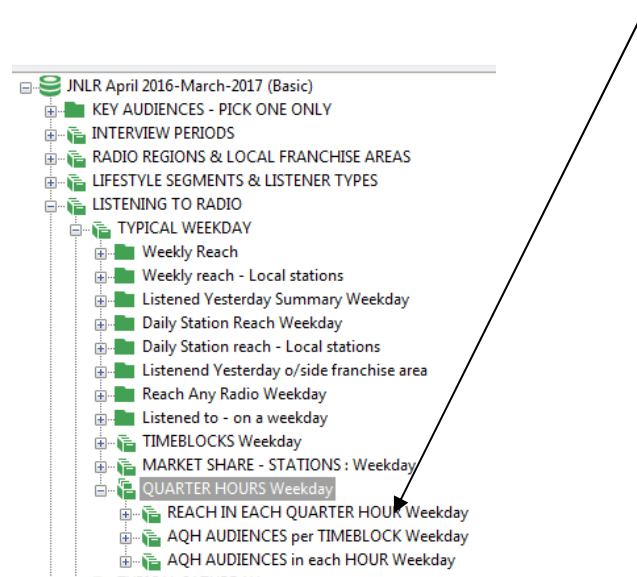 JNLR April 2016-March-2017 (Basic)
KEY AUDIENCES - PICK ONE ONLY
INTERVIEW PERIODS
RADIO REGIONS & LOCAL FRANCHISE AREAS
LIFESTYLE SEGMENTS & LISTENER TYPES
LISTENING TO RADIO
TYPICAL WEEKDAY
Weekly Reach
Weekly reach - Local stations
Listened Yesterday Summary Weekday
Daily Station Reach Weekday
Daily Station reach - Local stations
Listenend Yesterday o/side franchise area
Reach Any Radio Weekday
Listened to - on a weekday
TIMEBLOCKS Weekday
MARKET SHARE - STATIONS : Weekday
QUARTER HOURS Weekday
REACH IN EACH QUARTER HOUR Weekday
AQH AUDIENCES per TIMEBLOCK Weekday
AQH AUDIENCES in each HOUR Weekday